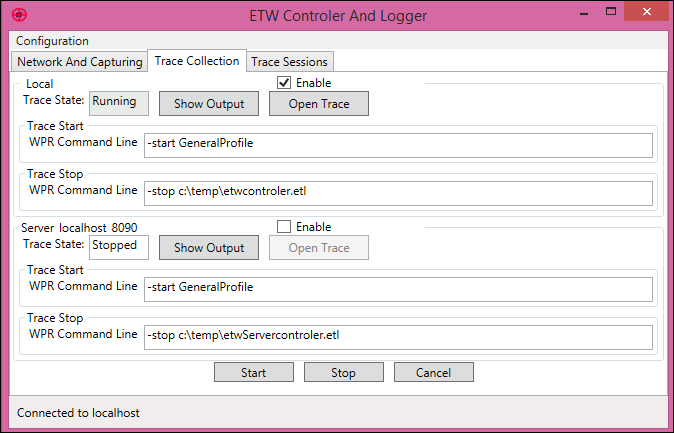 ETW Controler And Logger
Configuration
Network And Capturing Trace Collection Trace Sessions
Local Enable
Trace State: Running Show Output Open Trace
Trace Start
WPR Command Line -start GeneralProfile
Trace Stop
WPR Command Line -stop c:\temp\etwcontroler.etl
Server localhost 8090 Enable
Trace State: Stopped Show Output Open Trace
Trace Start
WPR Command Line -start GeneralProfile
Trace Stop
WPR Command Line -stop c:\temp\etwServercontroler.etl
Start Stop Cancel
Connected to localhost